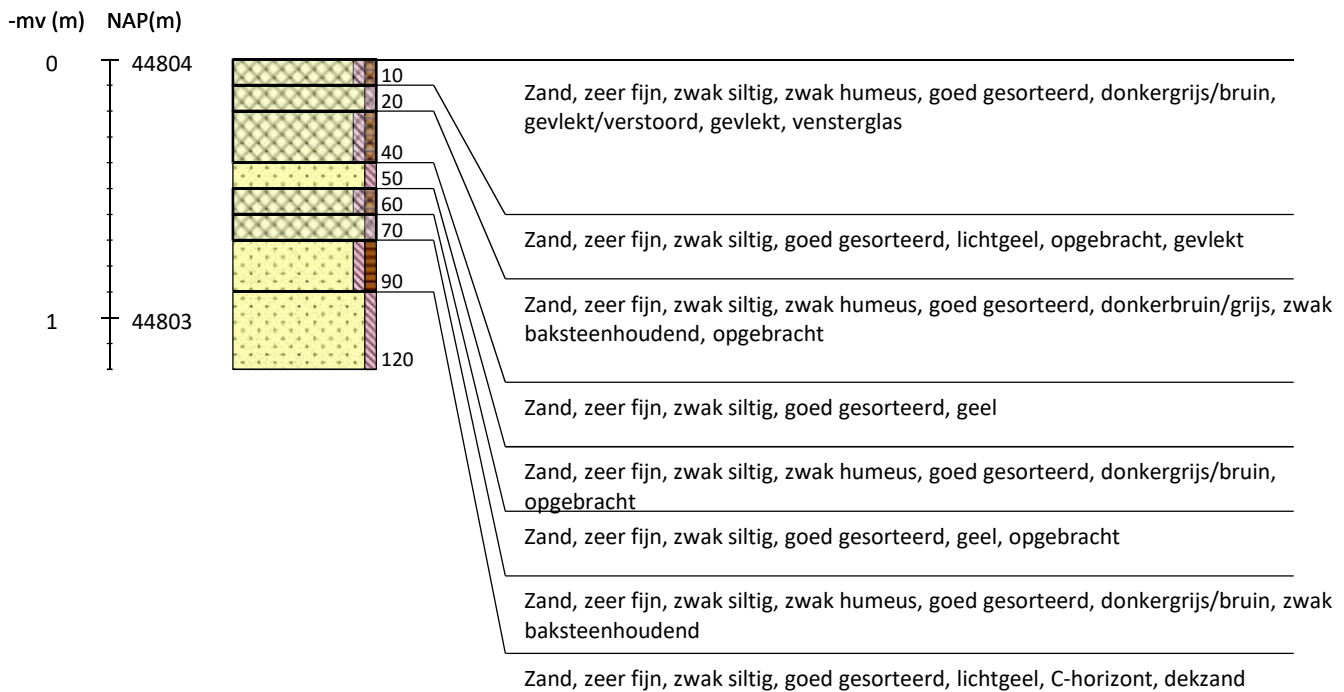 -mv (m) NAP(m)
0 44804
10
20
40
50
60
70
90
1 44803
120
Zand, zeer fijn, zwak siltig, zwak humeus, goed gesorteerd, donkergrijs/bruin,
gevlekt/verstoord, gevlekt, vensterglas
Zand, zeer fijn, zwak siltig, goed gesorteerd, lichtgeel, opgebracht, gevlekt
Zand, zeer fijn, zwak siltig, zwak humeus, goed gesorteerd, donkerbruin/grijs, zwak
baksteenhoudend, opgebracht
Zand, zeer fijn, zwak siltig, goed gesorteerd, geel
Zand, zeer fijn, zwak siltig, zwak humeus, goed gesorteerd, donkergrijs/bruin,
opgebracht
Zand, zeer fijn, zwak siltig, goed gesorteerd, geel, opgebracht
Zand, zeer fijn, zwak siltig, zwak humeus, goed gesorteerd, donkergrijs/bruin, zwak
baksteenhoudend
Zand, zeer fijn, zwak siltig, goed gesorteerd, lichtgeel, C-horizont, dekzand